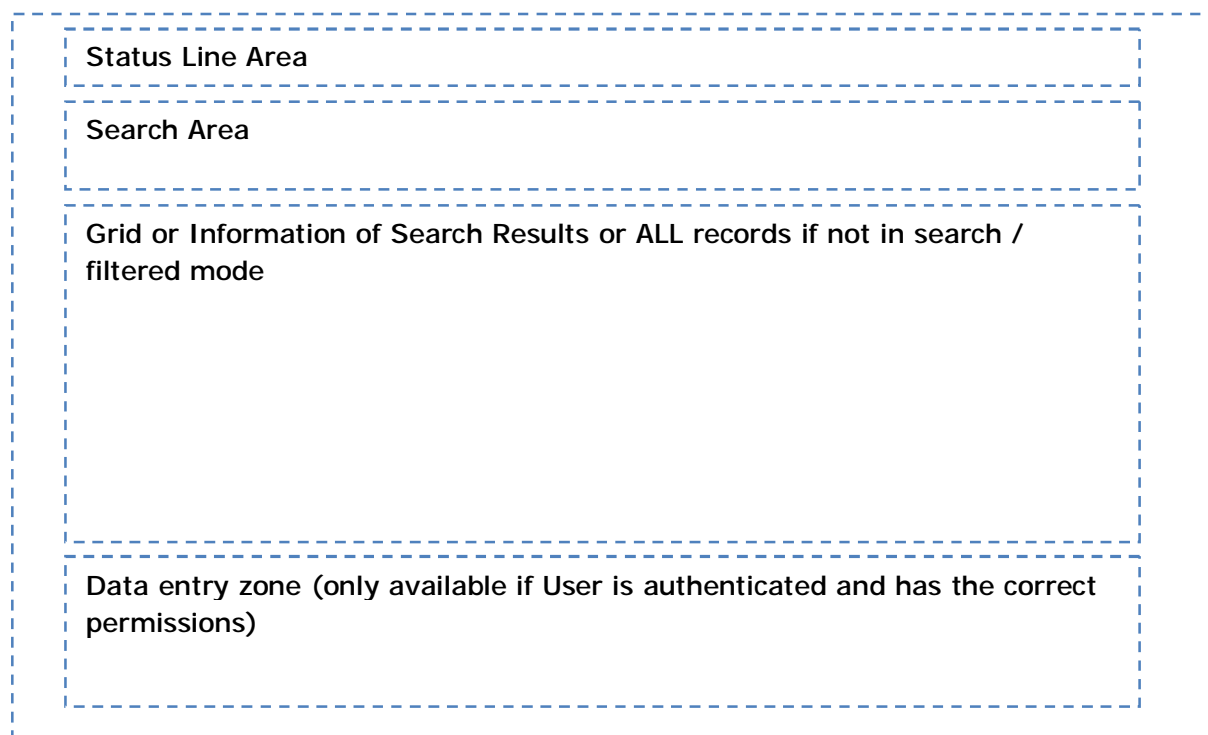 Status Line Area
Search Area
Grid or Information of Search Results or ALL records if not in search /
filtered mode
Data entry zone (only available if User is authenticated and has the correct
permissions)